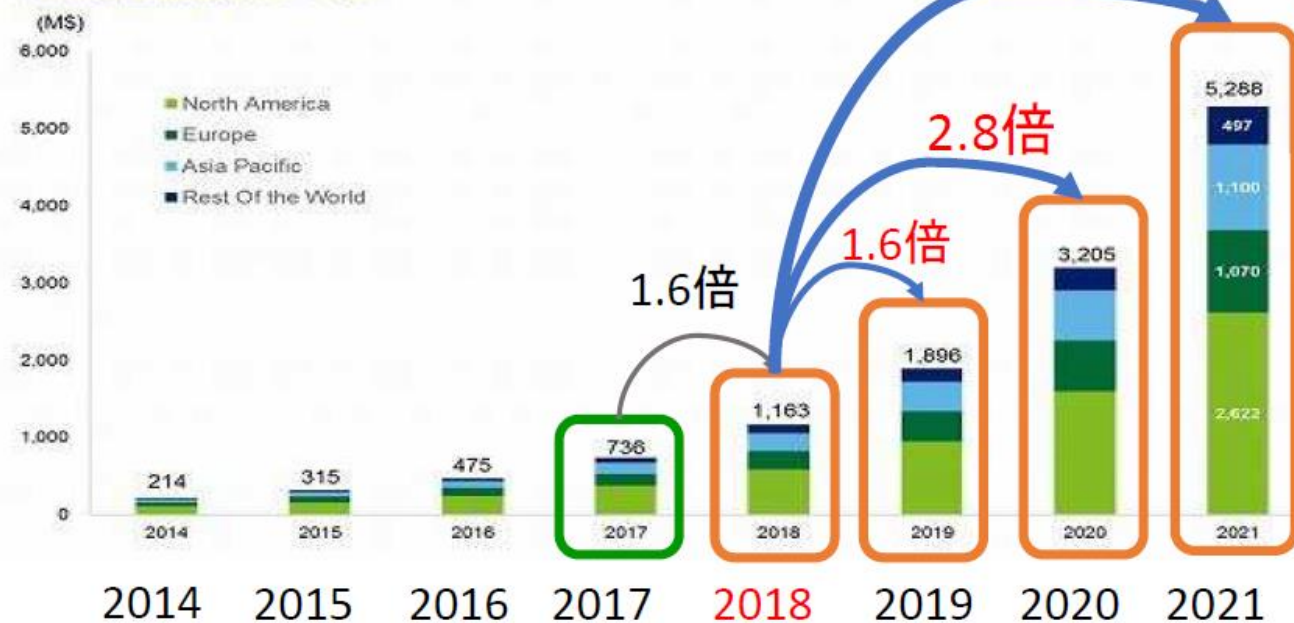 (M$)
6,000
5,000
4,000
3,000
2,000
1,000
0
North America
Europe
Asia Pacific
Rest Of the World
1.6倍
1.6倍
2.8倍
214
315
475
736
1,163
1,896
3,205
5,288
497
1,100
1,070
2,622
2014 2015 2016 2017 2018 2019 2020 2021
2014 2015 2016 2017 2018 2019 2020 2021